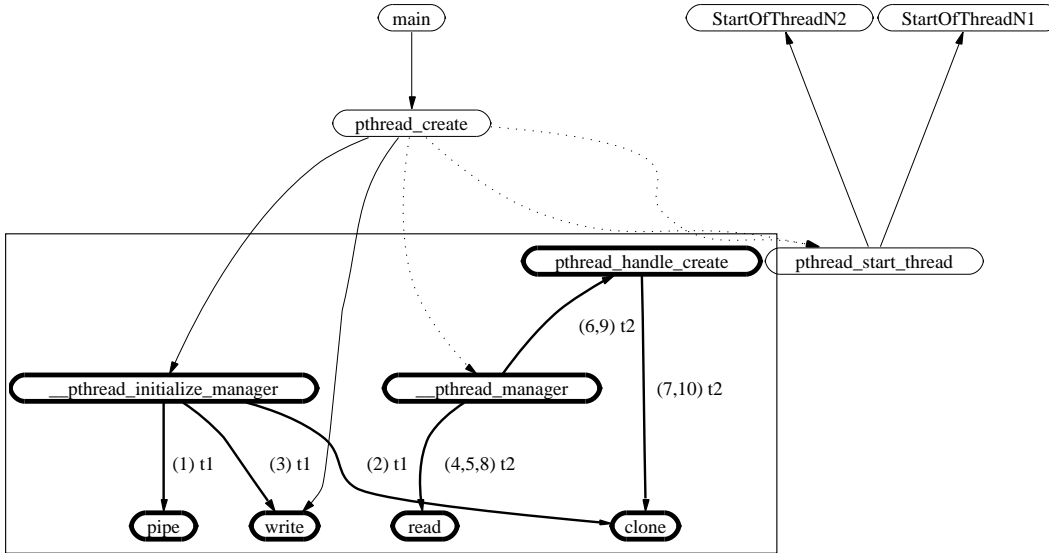 main
StartOfThreadN2
StartOfThreadN1
pthread_create
pthread_handle_create
pthread_start_thread
(6,9) t2
__pthread_initialize_manager
__pthread_manager
(7,10) t2
(1) t1
(3) t1
(2) t1
(4,5,8) t2
pipe
write
read
clone